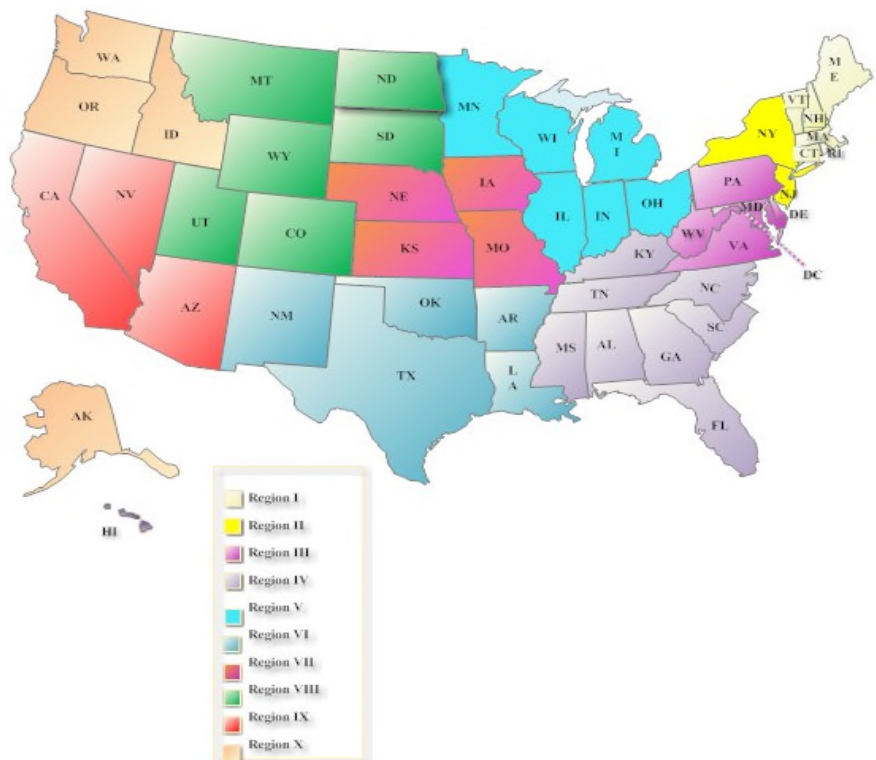 WA
MT
ND
MN
M
E
VT
NH
MA
CT
RI
OR
ID
SD
WI
M
I
NY
WY
CA
NV
NE
IA
PA
NJ
UT
CO
IL
IN
OH
MD
DE
WV
VA
DC
KS
MO
KY
NC
TN
AZ
NM
OK
AR
SC
MS
AL
GA
TX
L
A
FL
AK
HI
Region I
Region II
Region III
Region IV
Region V
Region VI
Region VII
Region VIII
Region IX
Region X